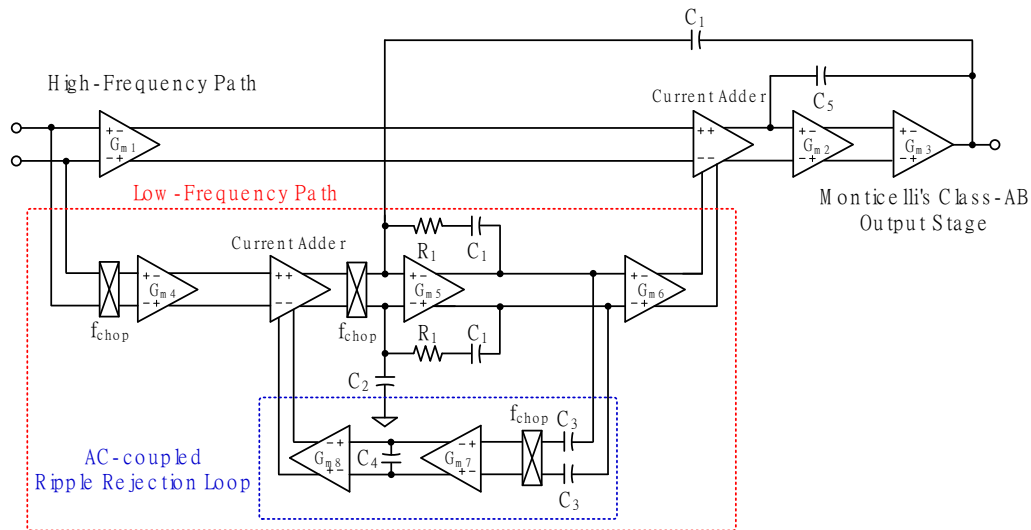 C1
High-Frequency Path
Current Adder
C5
+-
Gm1
-+
++
--
+-
Gm2
-+
+-
Gm3
-+
Low-Frequency Path
Monticelli's Class-AB
Output Stage
Current Adder
R1
C1
+-
Gm4
-+
++
--
+-
Gm5
-+
+-
Gm6
-+
fchop
fchop
R1
C1
C2
fchop
C3
AC-coupled
Ripple Rejection Loop
-+
Gm8
+-
C4
-+
Gm7
+-
C3